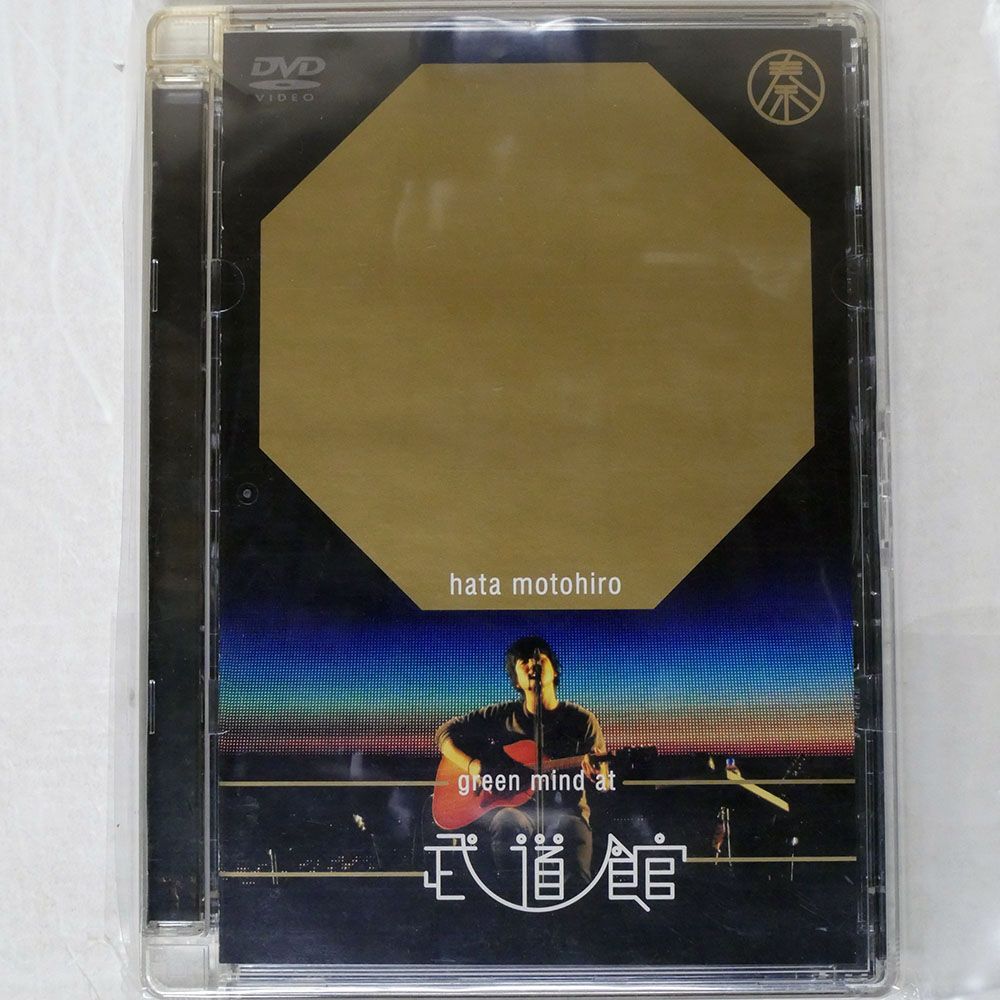 DVD
VIDEO
秦
hata motohiro
green mind at
武道館